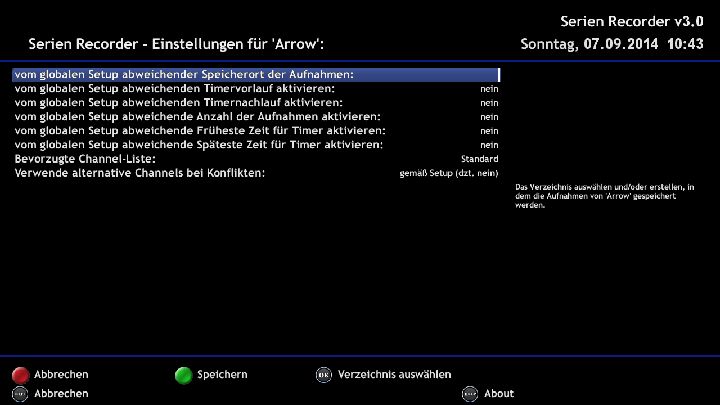 Serien Recorder v3.0
Serien Recorder - Einstellungen für 'Arrow':
Sonntag, 07.09.2014 10:43
vom globalen Setup abweichender Speicherort der Aufnahmen:
vom globalen Setup abweichenden Timervorlauf aktivieren: nein
vom globalen Setup abweichenden Timernachlauf aktivieren: nein
vom globalen Setup abweichende Anzahl der Aufnahmen aktivieren: nein
vom globalen Setup abweichende Früheste Zeit für Timer aktivieren: nein
vom globalen Setup abweichende Späteste Zeit für Timer aktivieren: nein
Bevorzugte Channel-Liste: Standard
Verwende alternative Channels bei Konflikten: gemäß Setup (dzt. nein)
Das Verzeichnis auswählen und/oder erstellen, in
dem die Aufnahmen von 'Arrow' gespeichert
werden.
Abbrechen Speichern OK Verzeichnis auswählen
Abbrechen About